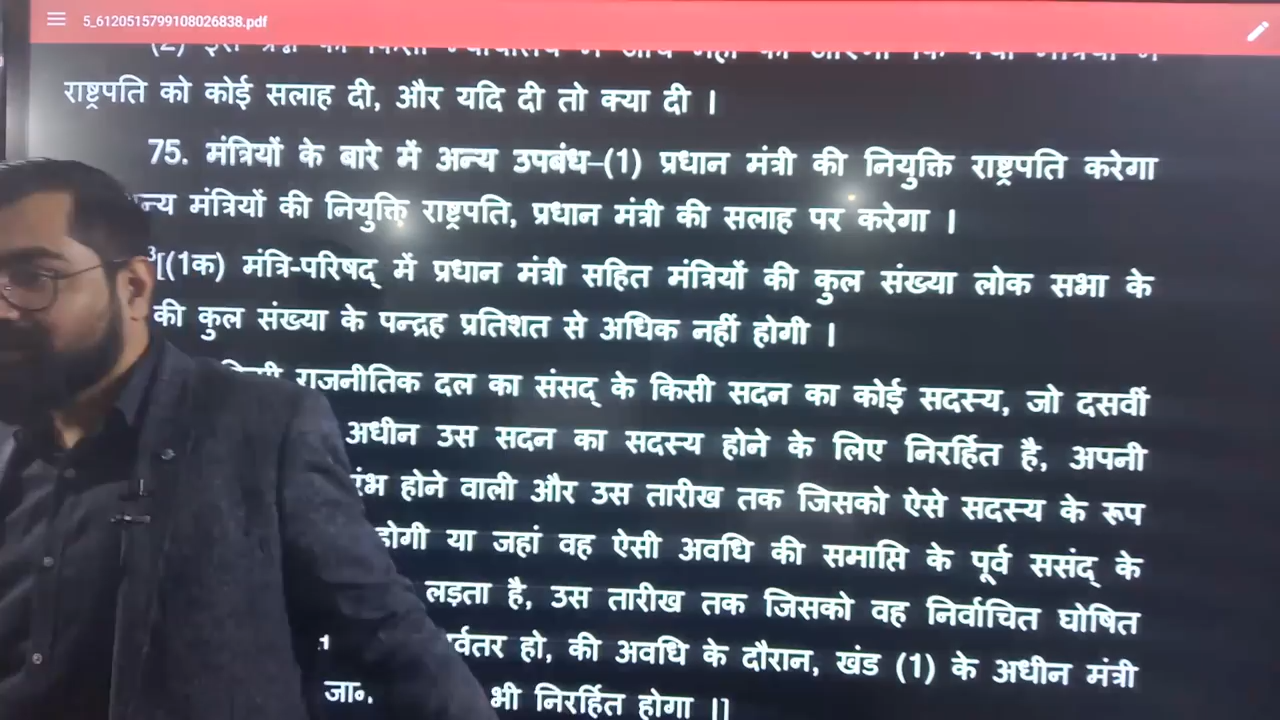 5_6120515799108026838.pdf
राष्ट्रपति को कोई सलाह दी, और यदि दी तो क्या दी ।
75. मंत्रियों के बारे में अन्य उपबंध–(1) प्रधान मंत्री की नियुक्ति राष्ट्रपति करेगा
मंत्रियों की नियुक्ति राष्ट्रपति, प्रधान मंत्री की सलाह पर करेगा ।
3[(1क) मंत्रि-परिषद् में प्रधान मंत्री सहित मंत्रियों की कुल संख्या लोक सभा के
की कुल संख्या के पन्द्रह प्रतिशत से अधिक नहीं होगी ।
राजनीतिक दल का संसद् के किसी सदन का कोई सदस्य, जो दसवीं
अधीन उस सदन का सदस्य होने के लिए निरर्हित है, अपनी
होने वाली और उस तारीख तक जिसको ऐसे सदस्य के रूप
होगी या जहां वह ऐसी अवधि की समाप्ति के पूर्व ससंद् के
लड़ता है, उस तारीख तक जिसको वह निर्वाचित घोषित
हो, की अवधि के दौरान, खंड (1) के अधीन मंत्री
भी निरर्हित होगा ।]